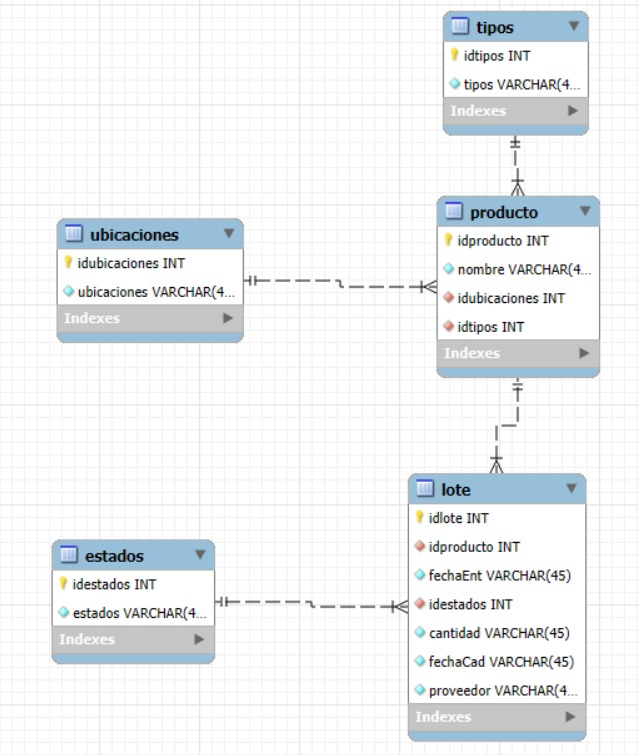 tipos
idtipos INT
tipos VARCHAR(4...
Indexes
producto
idproducto INT
nombre VARCHAR(4...
idubicaciones INT
idtipos INT
Indexes
ubicaciones
idubicaciones INT
ubicaciones VARCHAR(4...
Indexes
lote
idlote INT
idproducto INT
fechaEnt VARCHAR(45)
idestados INT
cantidad VARCHAR(45)
fechaCad VARCHAR(45)
proveedor VARCHAR(4...
Indexes
estados
idestados INT
estados VARCHAR(4...
Indexes